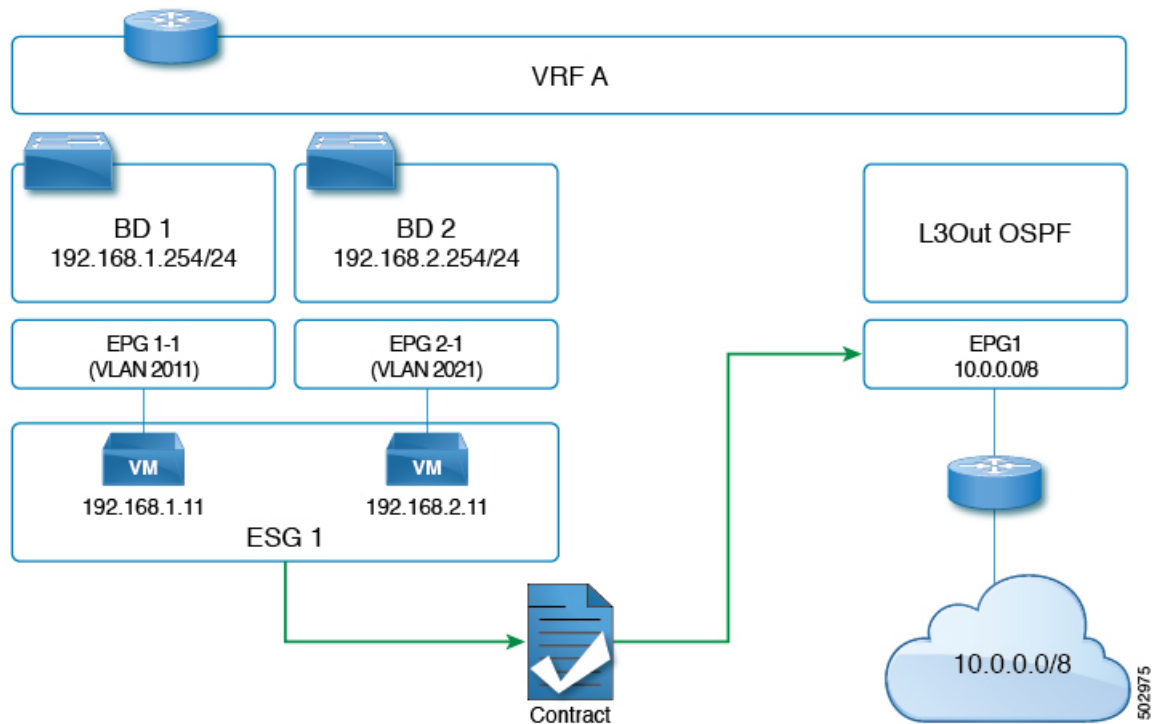 VRF A
BD 1
192.168.1.254/24
BD 2
192.168.2.254/24
L3Out OSPF
EPG 1-1
(VLAN 2011)
EPG 2-1
(VLAN 2021)
EPG1
10.0.0.0/8
VM
VM
192.168.1.11
192.168.2.11
ESG 1
10.0.0.0/8
Contract
502975